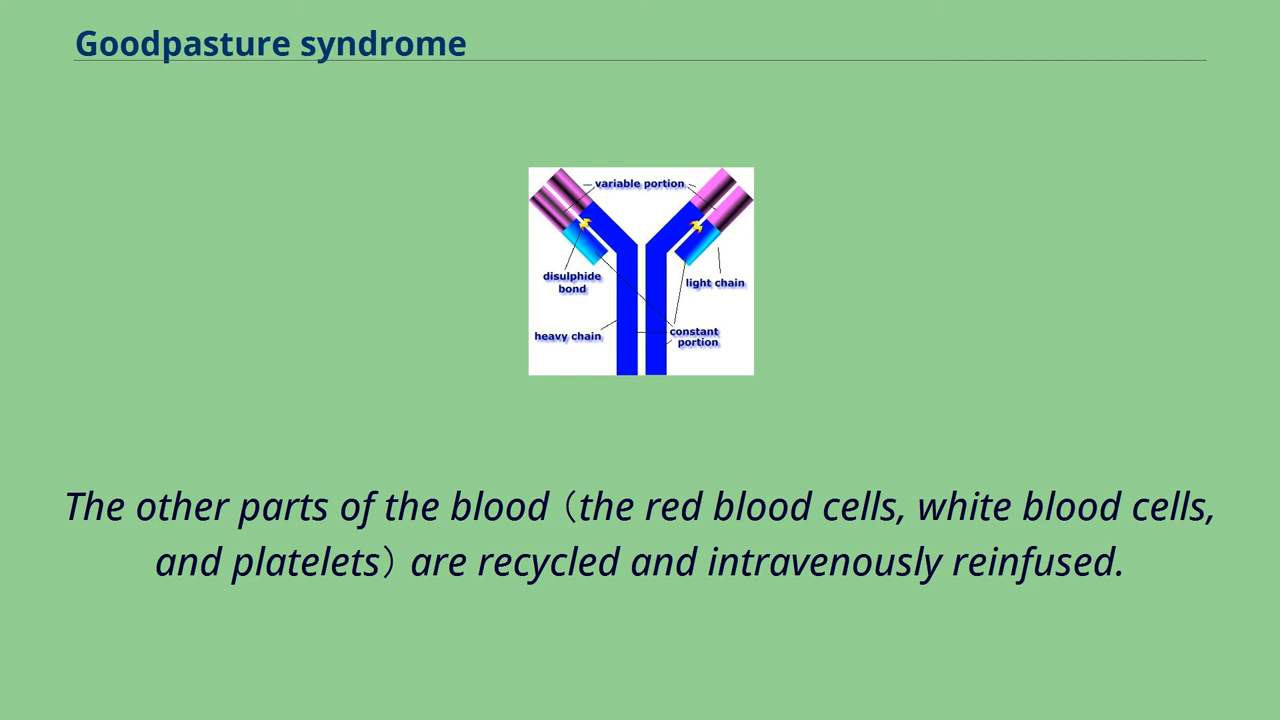 Goodpasture syndrome
variable portion
disulphide
bond
light chain
heavy chain
constant
portion
The other parts of the blood (the red blood cells, white blood cells,
and platelets) are recycled and intravenously reinfused.